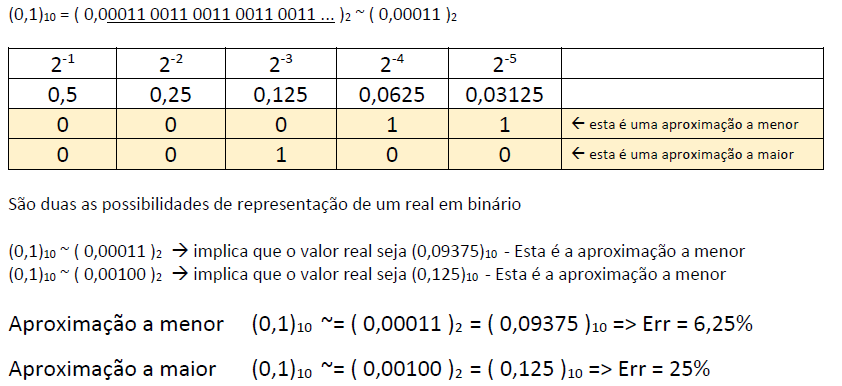 (0,1)10 = ( 0,00011 0011 0011 0011 0011 ... )2 ~ ( 0,00011 )2
2-1 2-2 2-3 2-4 2-5
0,5 0,25 0,125 0,0625 0,03125
0 0 0 1 1 ← esta é uma aproximação a menor
0 0 1 0 0 ← esta é uma aproximação a maior
São duas as possibilidades de representação de um real em binário
(0,1)10 ~ ( 0,00011 )2 → implica que o valor real seja (0,09375)10 - Esta é a aproximação a menor
(0,1)10 ~ ( 0,00100 )2 → implica que o valor real seja (0,125)10 - Esta é a aproximação a menor
Aproximação a menor (0,1)10 ~= ( 0,00011 )2 = ( 0,09375 )10 => Err = 6,25%
Aproximação a maior (0,1)10 ~= ( 0,00100 )2 = ( 0,125 )10 => Err = 25%